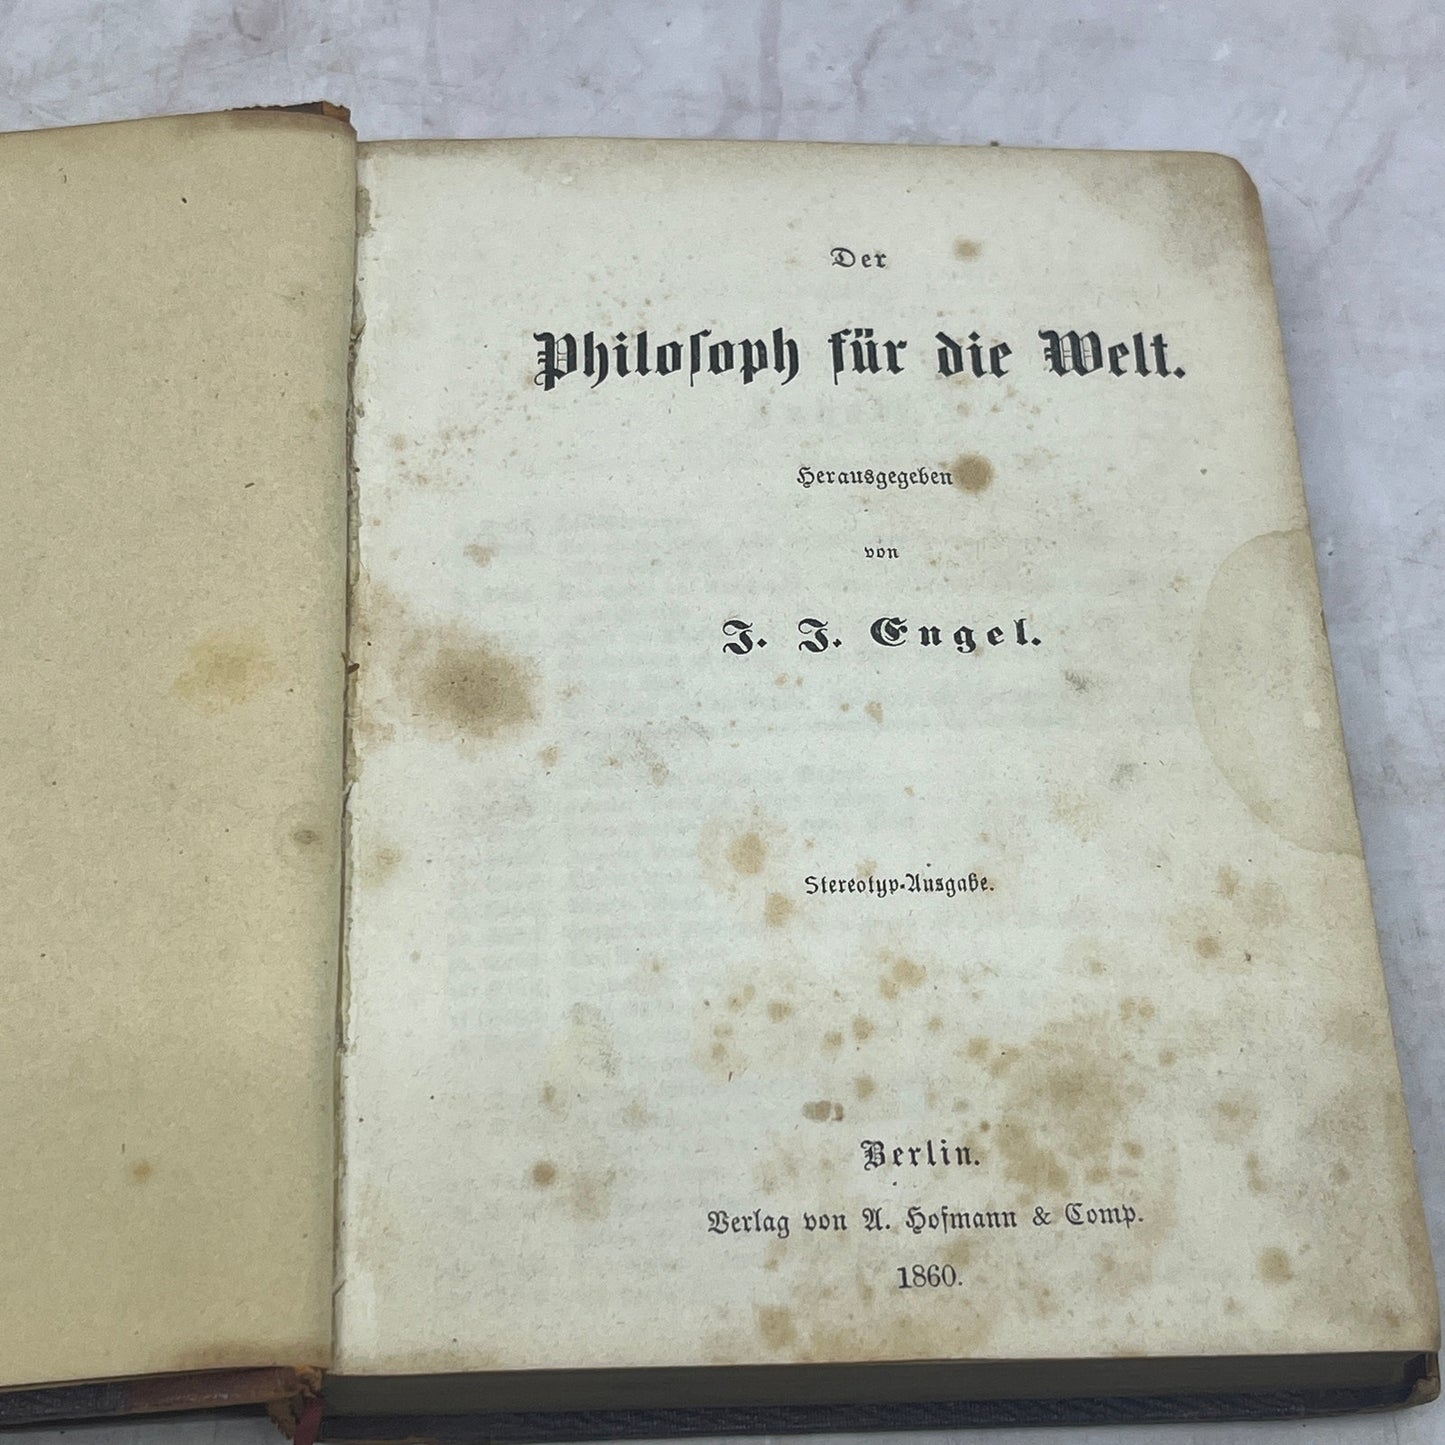 Der
Philoſoph für die Welt.
Herausgegeben
von
J. J. Engel.
Stereotyp-Ausgabe.
Berlin.
Verlag von A. Hofmann & Comp.
1860.